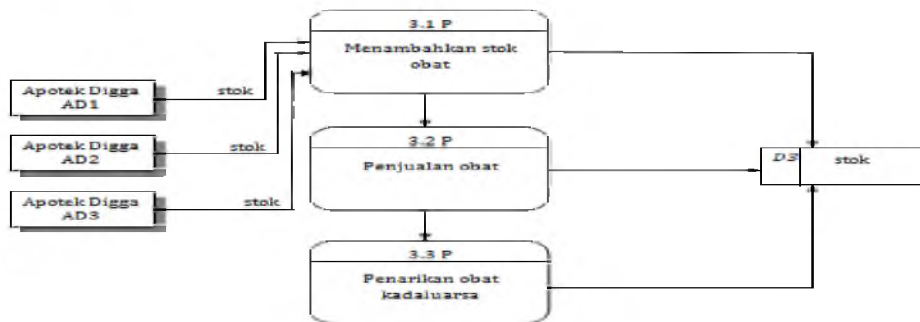 3.1 P
Menambahkan stok
obat
Apotek Digga
AD1
stok
Apotek Digga
AD2
stok
Apotek Digga
AD3
stok
3.2 P
Penjualan obat
D3
stok
3.3 P
Penarikan obat
kadaluarsa